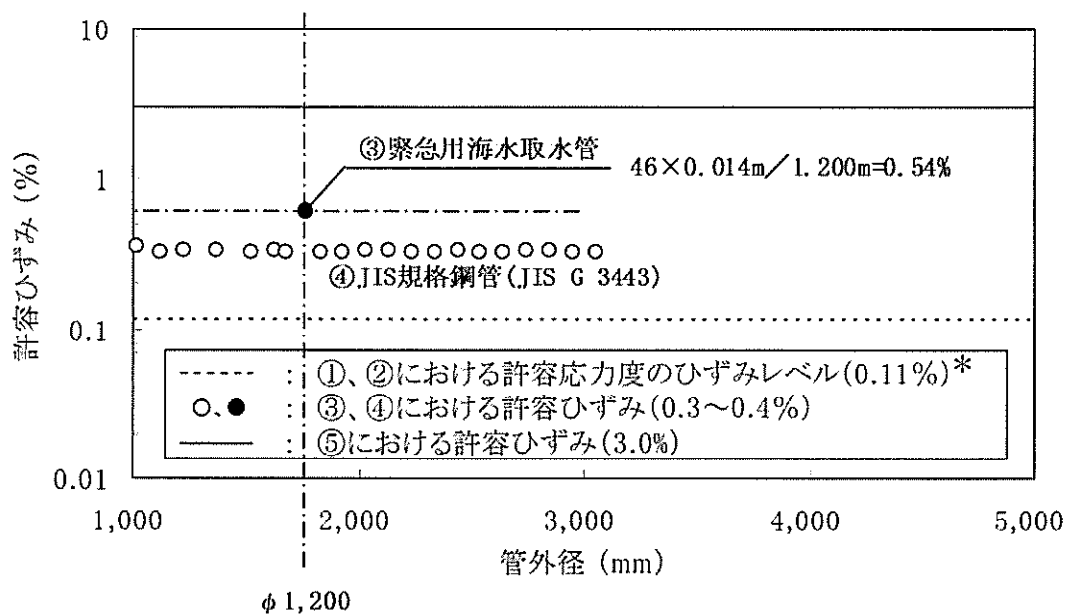 10
③緊急用海水取水管
46×0.014m／1.200m=0.54%
1
④JIS規格鋼管(JIS G 3443)
許容ひずみ (%)
0.1
: ①、②における許容応力度のひずみレベル(0.11%)*
○、● : ③、④における許容ひずみ(0.3～0.4%)
: ⑤における許容ひずみ(3.0%)
0.01
1,000 2,000 3,000 4,000 5,000
管外径 (mm)
φ1,200